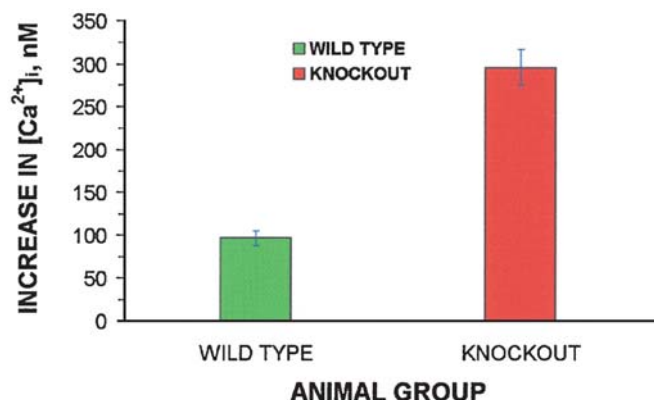 INCREASE IN [Ca²⁺]i, nM
350
300
250
200
150
100
50
0
WILD TYPE
KNOCKOUT
WILD TYPE KNOCKOUT
ANIMAL GROUP